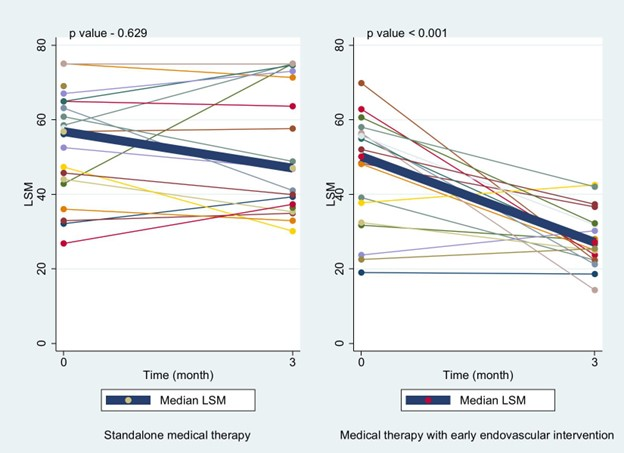 p value - 0.629
80
60
40
20
0
LSM
0
3
Time (month)
Median LSM
Standalone medical therapy
p value < 0.001
80
60
40
20
0
LSM
0
3
Time (month)
Median LSM
Medical therapy with early endovascular intervention